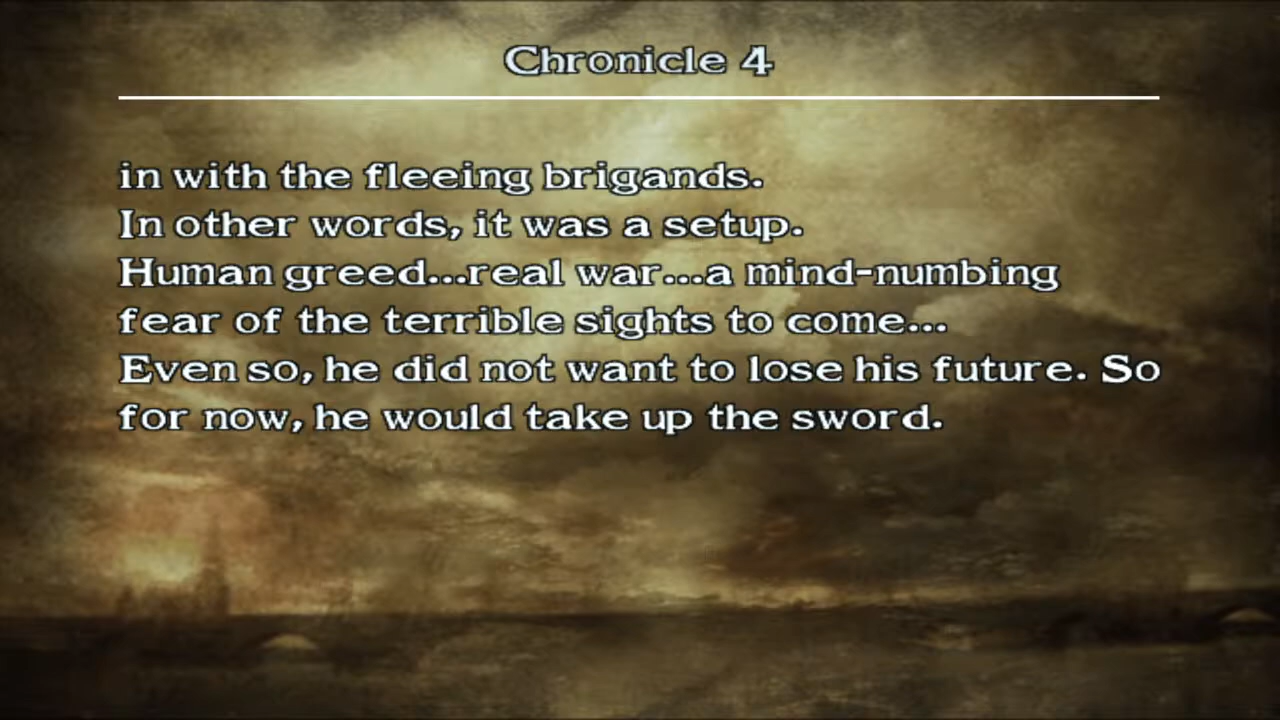 Chronicle 4
in with the fleeing brigands.
In other words, it was a setup.
Human greed...real war...a mind-numbing
fear of the terrible sights to come...
Even so, he did not want to lose his future. So
for now, he would take up the sword.